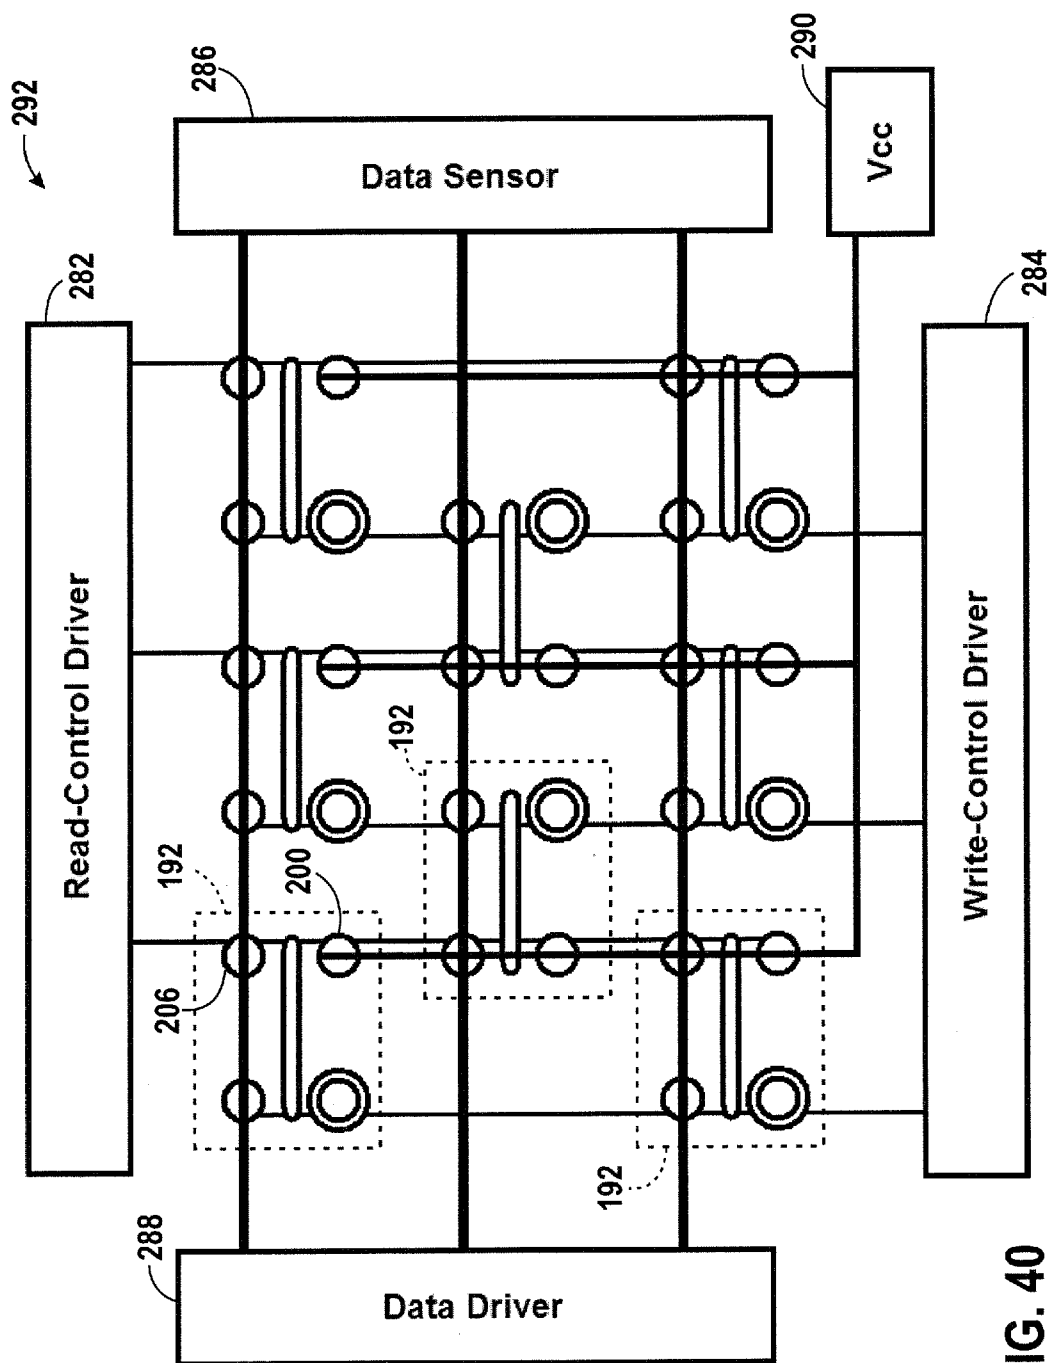 292
286
290
282
Data Sensor
Vcc
Read-Control Driver
284
192
200
192
206
Write-Control Driver
192
288
Data Driver
IG. 40